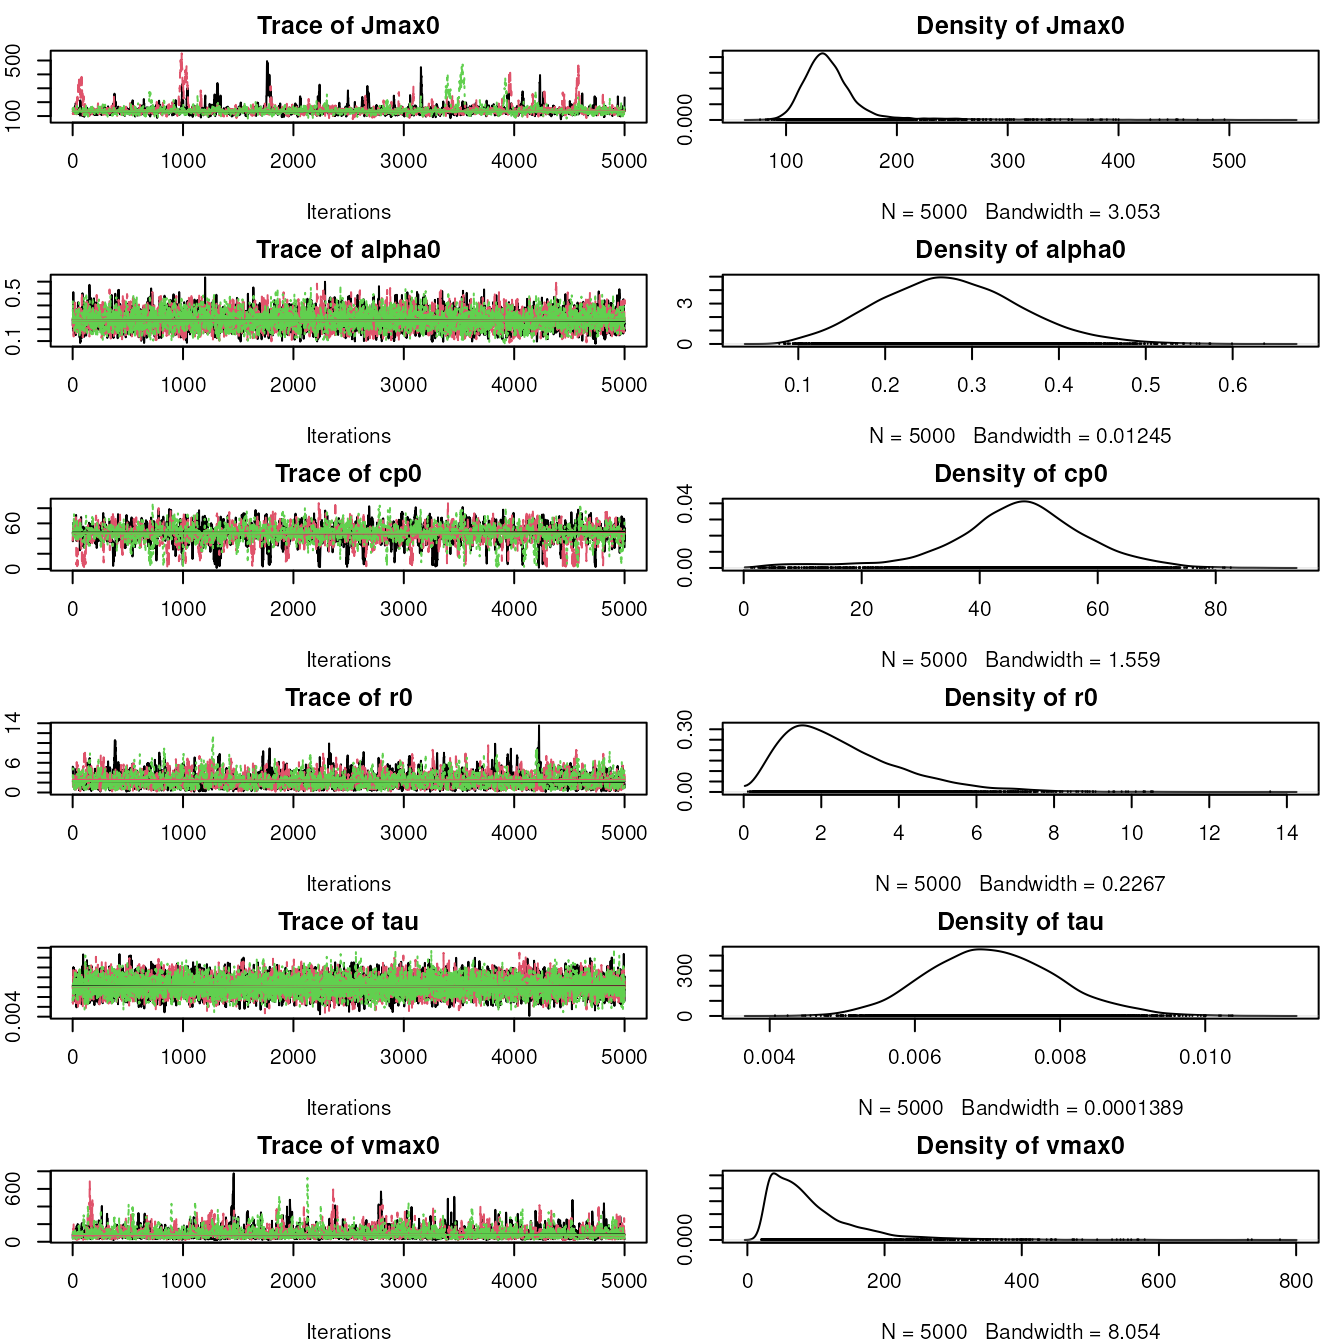 Trace of Jmax0
Density of Jmax0
100 500
0.000
0 1000 2000 3000 4000 5000
100 200 300 400 500
Iterations
N = 5000 Bandwidth = 3.053
Trace of alpha0
Density of alpha0
0.1 0.5
0 3
0 1000 2000 3000 4000 5000
0.1 0.2 0.3 0.4 0.5 0.6
Iterations
N = 5000 Bandwidth = 0.01245
Trace of cp0
Density of cp0
0 60
0.00 0.04
0 1000 2000 3000 4000 5000
0 20 40 60 80
Iterations
N = 5000 Bandwidth = 1.559
Trace of r0
Density of r0
0 6 14
0.00 0.30
0 1000 2000 3000 4000 5000
0 2 4 6 8 10 12 14
Iterations
N = 5000 Bandwidth = 0.2267
Trace of tau
Density of tau
0.004
0 300
0 1000 2000 3000 4000 5000
0.004 0.006 0.008 0.010
Iterations
N = 5000 Bandwidth = 0.0001389
Trace of vmax0
Density of vmax0
0 600
0.000
0 1000 2000 3000 4000 5000
0 200 400 600 800
Iterations
N = 5000 Bandwidth = 8.054